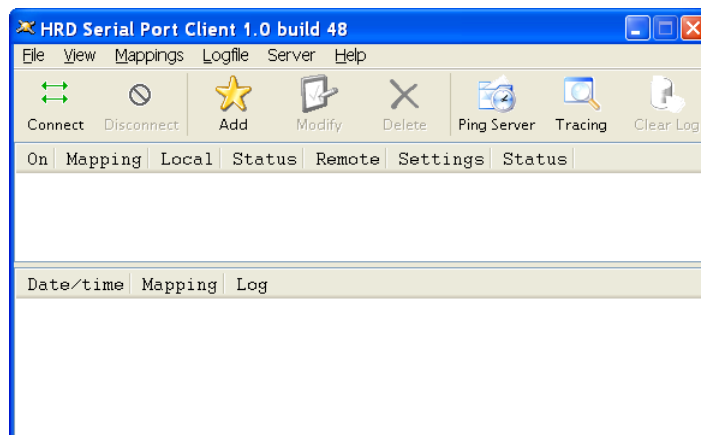 HRD Serial Port Client 1.0 build 48
File View Mappings Logfile Server Help
Connect Disconnect Add Modify Delete Ping Server Tracing Clear Log
On Mapping Local Status Remote Settings Status
Date/time Mapping Log